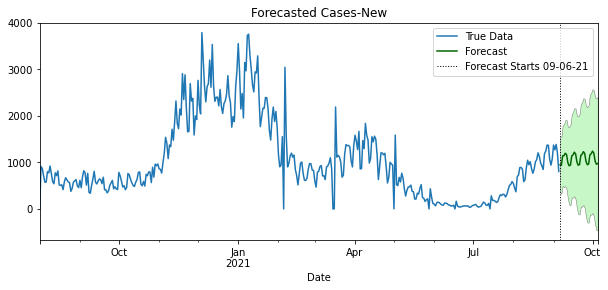 Forecasted Cases-New
True Data
Forecast
Forecast Starts 09-06-21
4000
3000
2000
1000
0
Oct
Jan
2021
Apr
Jul
Oct
Date